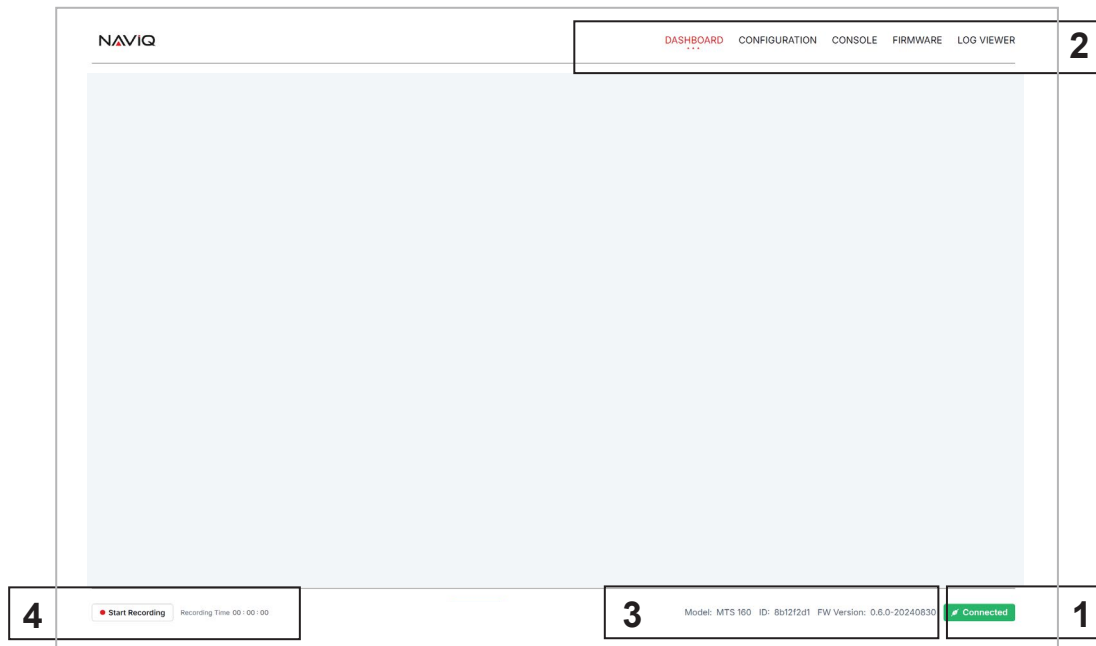 NAVIQ
DASHBOARD CONFIGURATION CONSOLE FIRMWARE LOG VIEWER
2
4
Start Recording Recording Time 00 : 00 : 00
3
Model: MTS 160 ID: 8b12f2d1 FW Version: 0.6.0-20240830
Connected
1